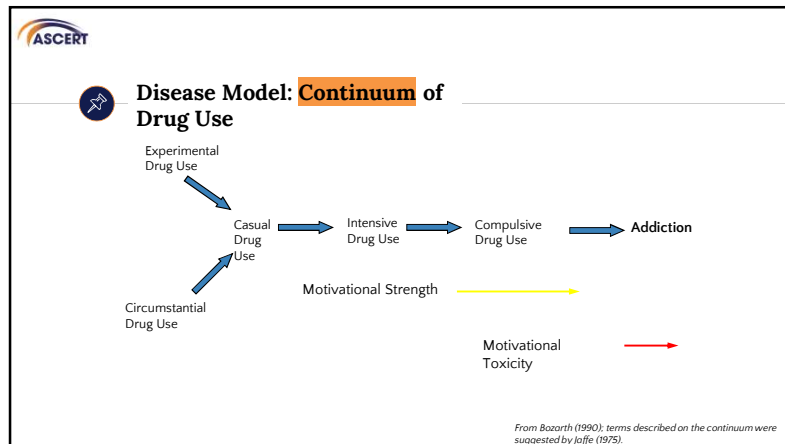 ASCERT
Disease Model: Continuum of
Drug Use
Experimental
Drug Use
Casual
Drug
Use
Intensive
Drug Use
Compulsive
Drug Use
Addiction
Circumstantial
Drug Use
Motivational Strength
Motivational
Toxicity
From Bozarth (1990); terms described on the continuum were
suggested by Jaffe (1975).